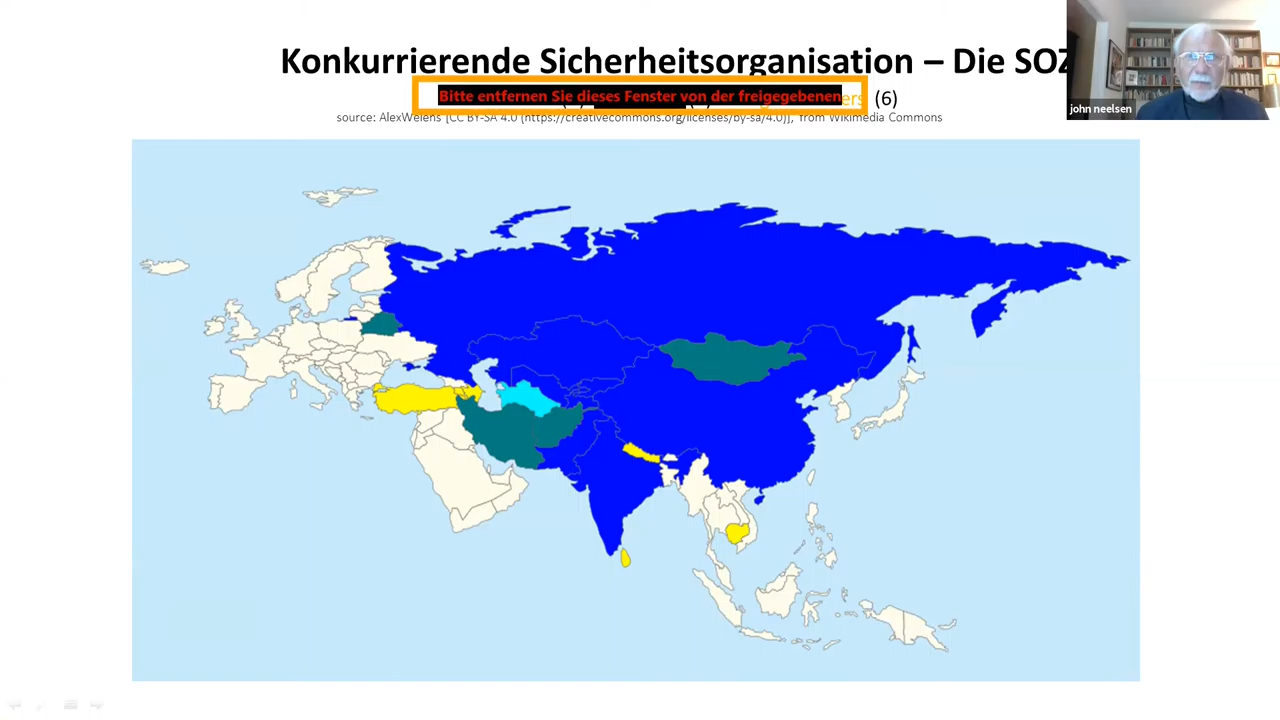 Konkurrierende Sicherheitsorganisation – Die SOZ
Bitte entfernen Sie dieses Fenster von der freigegebenen
ers (6)
source: AlexWelens [CC BY-SA 4.0 (https://creativecommons.org/licenses/by-sa/4.0)], from Wikimedia Commons
john neelsen